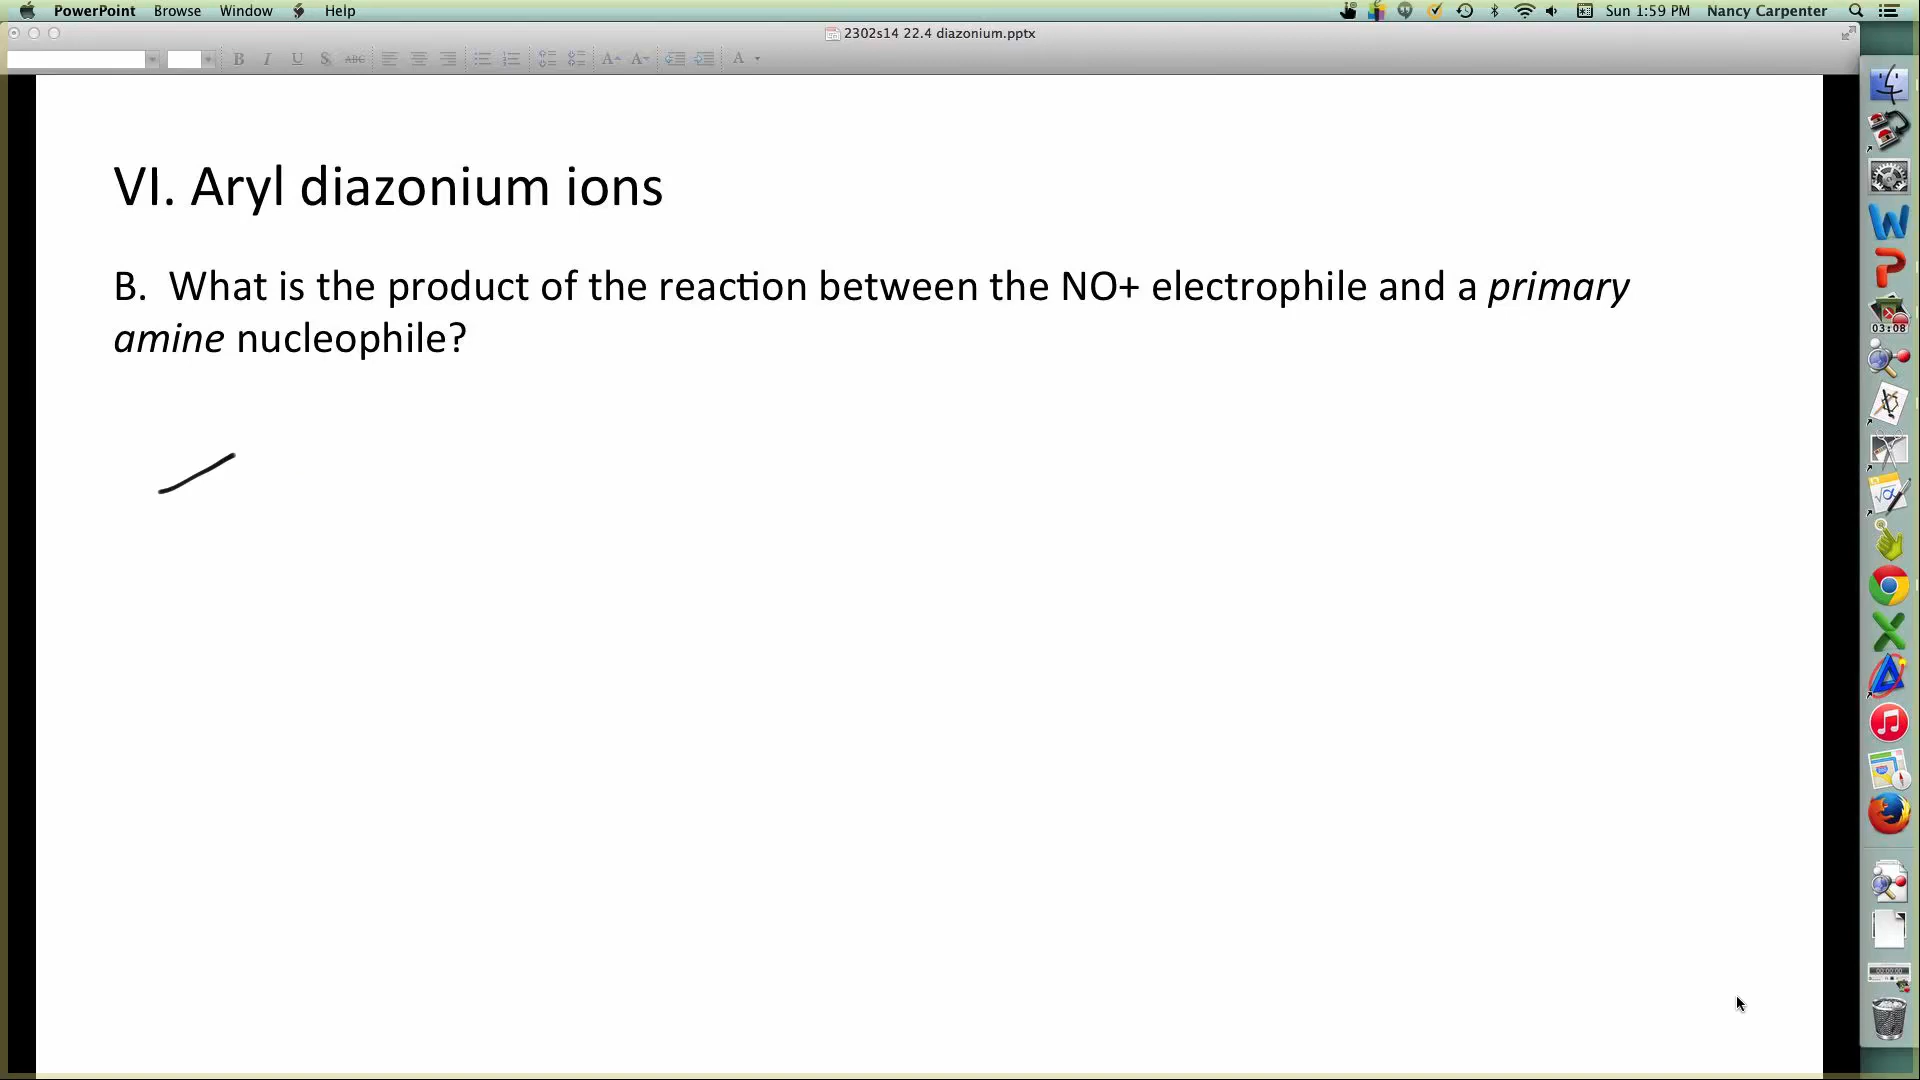 PowerPoint Browse Window Help Sun 1:59 PM Nancy Carpenter
2302s14 22.4 diazonium.pptx
B I U S ABC A A A
VI. Aryl diazonium ions
B. What is the product of the reaction between the NO+ electrophile and a primary
amine nucleophile?
03:08